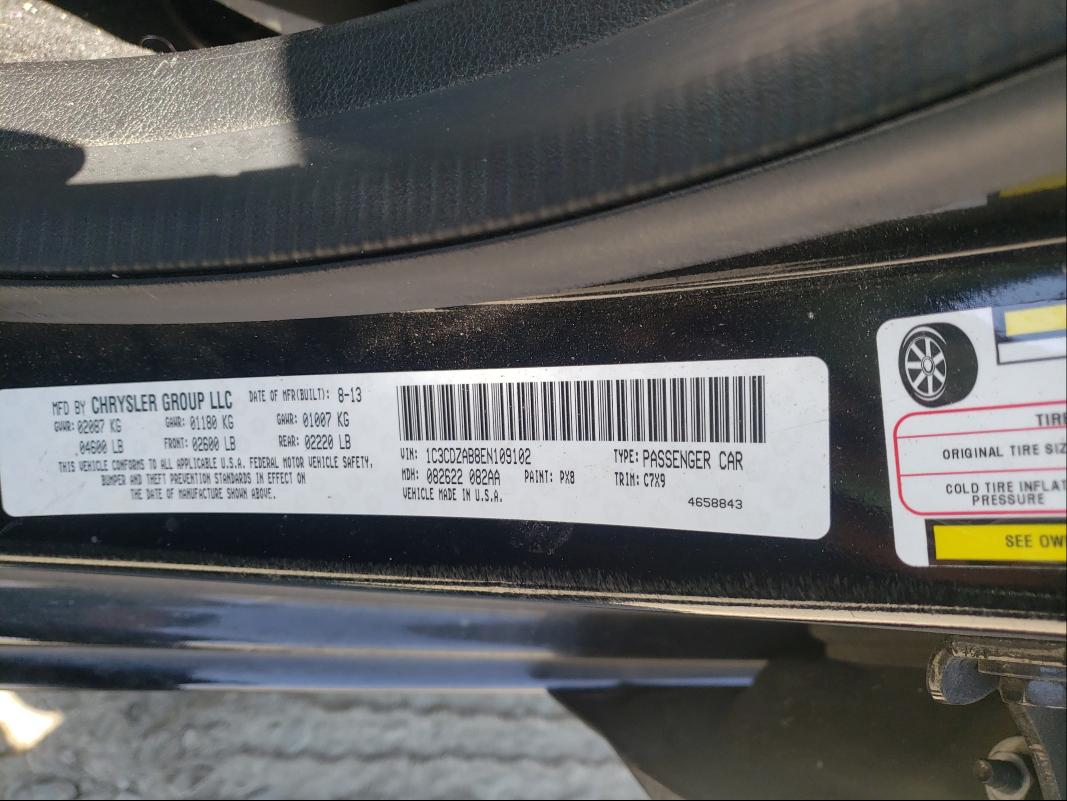 MFD BY CHRYSLER GROUP LLC DATE OF MFR(BUILT): 8-13
GVWR: 02087 KG GAWR: 01180 KG GAWR: 01007 KG
04600 LB FRONT: 02600 LB REAR: 02220 LB
THIS VEHICLE CONFORMS TO ALL APPLICABLE U.S.A. FEDERAL MOTOR VEHICLE SAFETY,
BUMPER AND THEFT PREVENTION STANDARDS IN EFFECT ON
THE DATE OF MANUFACTURE SHOWN ABOVE.
VIN: 1C3CDZAB8EN109102 TYPE: PASSENGER CAR
MDH: 082622 082AA PAINT: PX8 TRIM: C7X9
VEHICLE MADE IN U.S.A. 4658843
TIRE
ORIGINAL TIRE SIZ
COLD TIRE INFLAT
PRESSURE
SEE OW